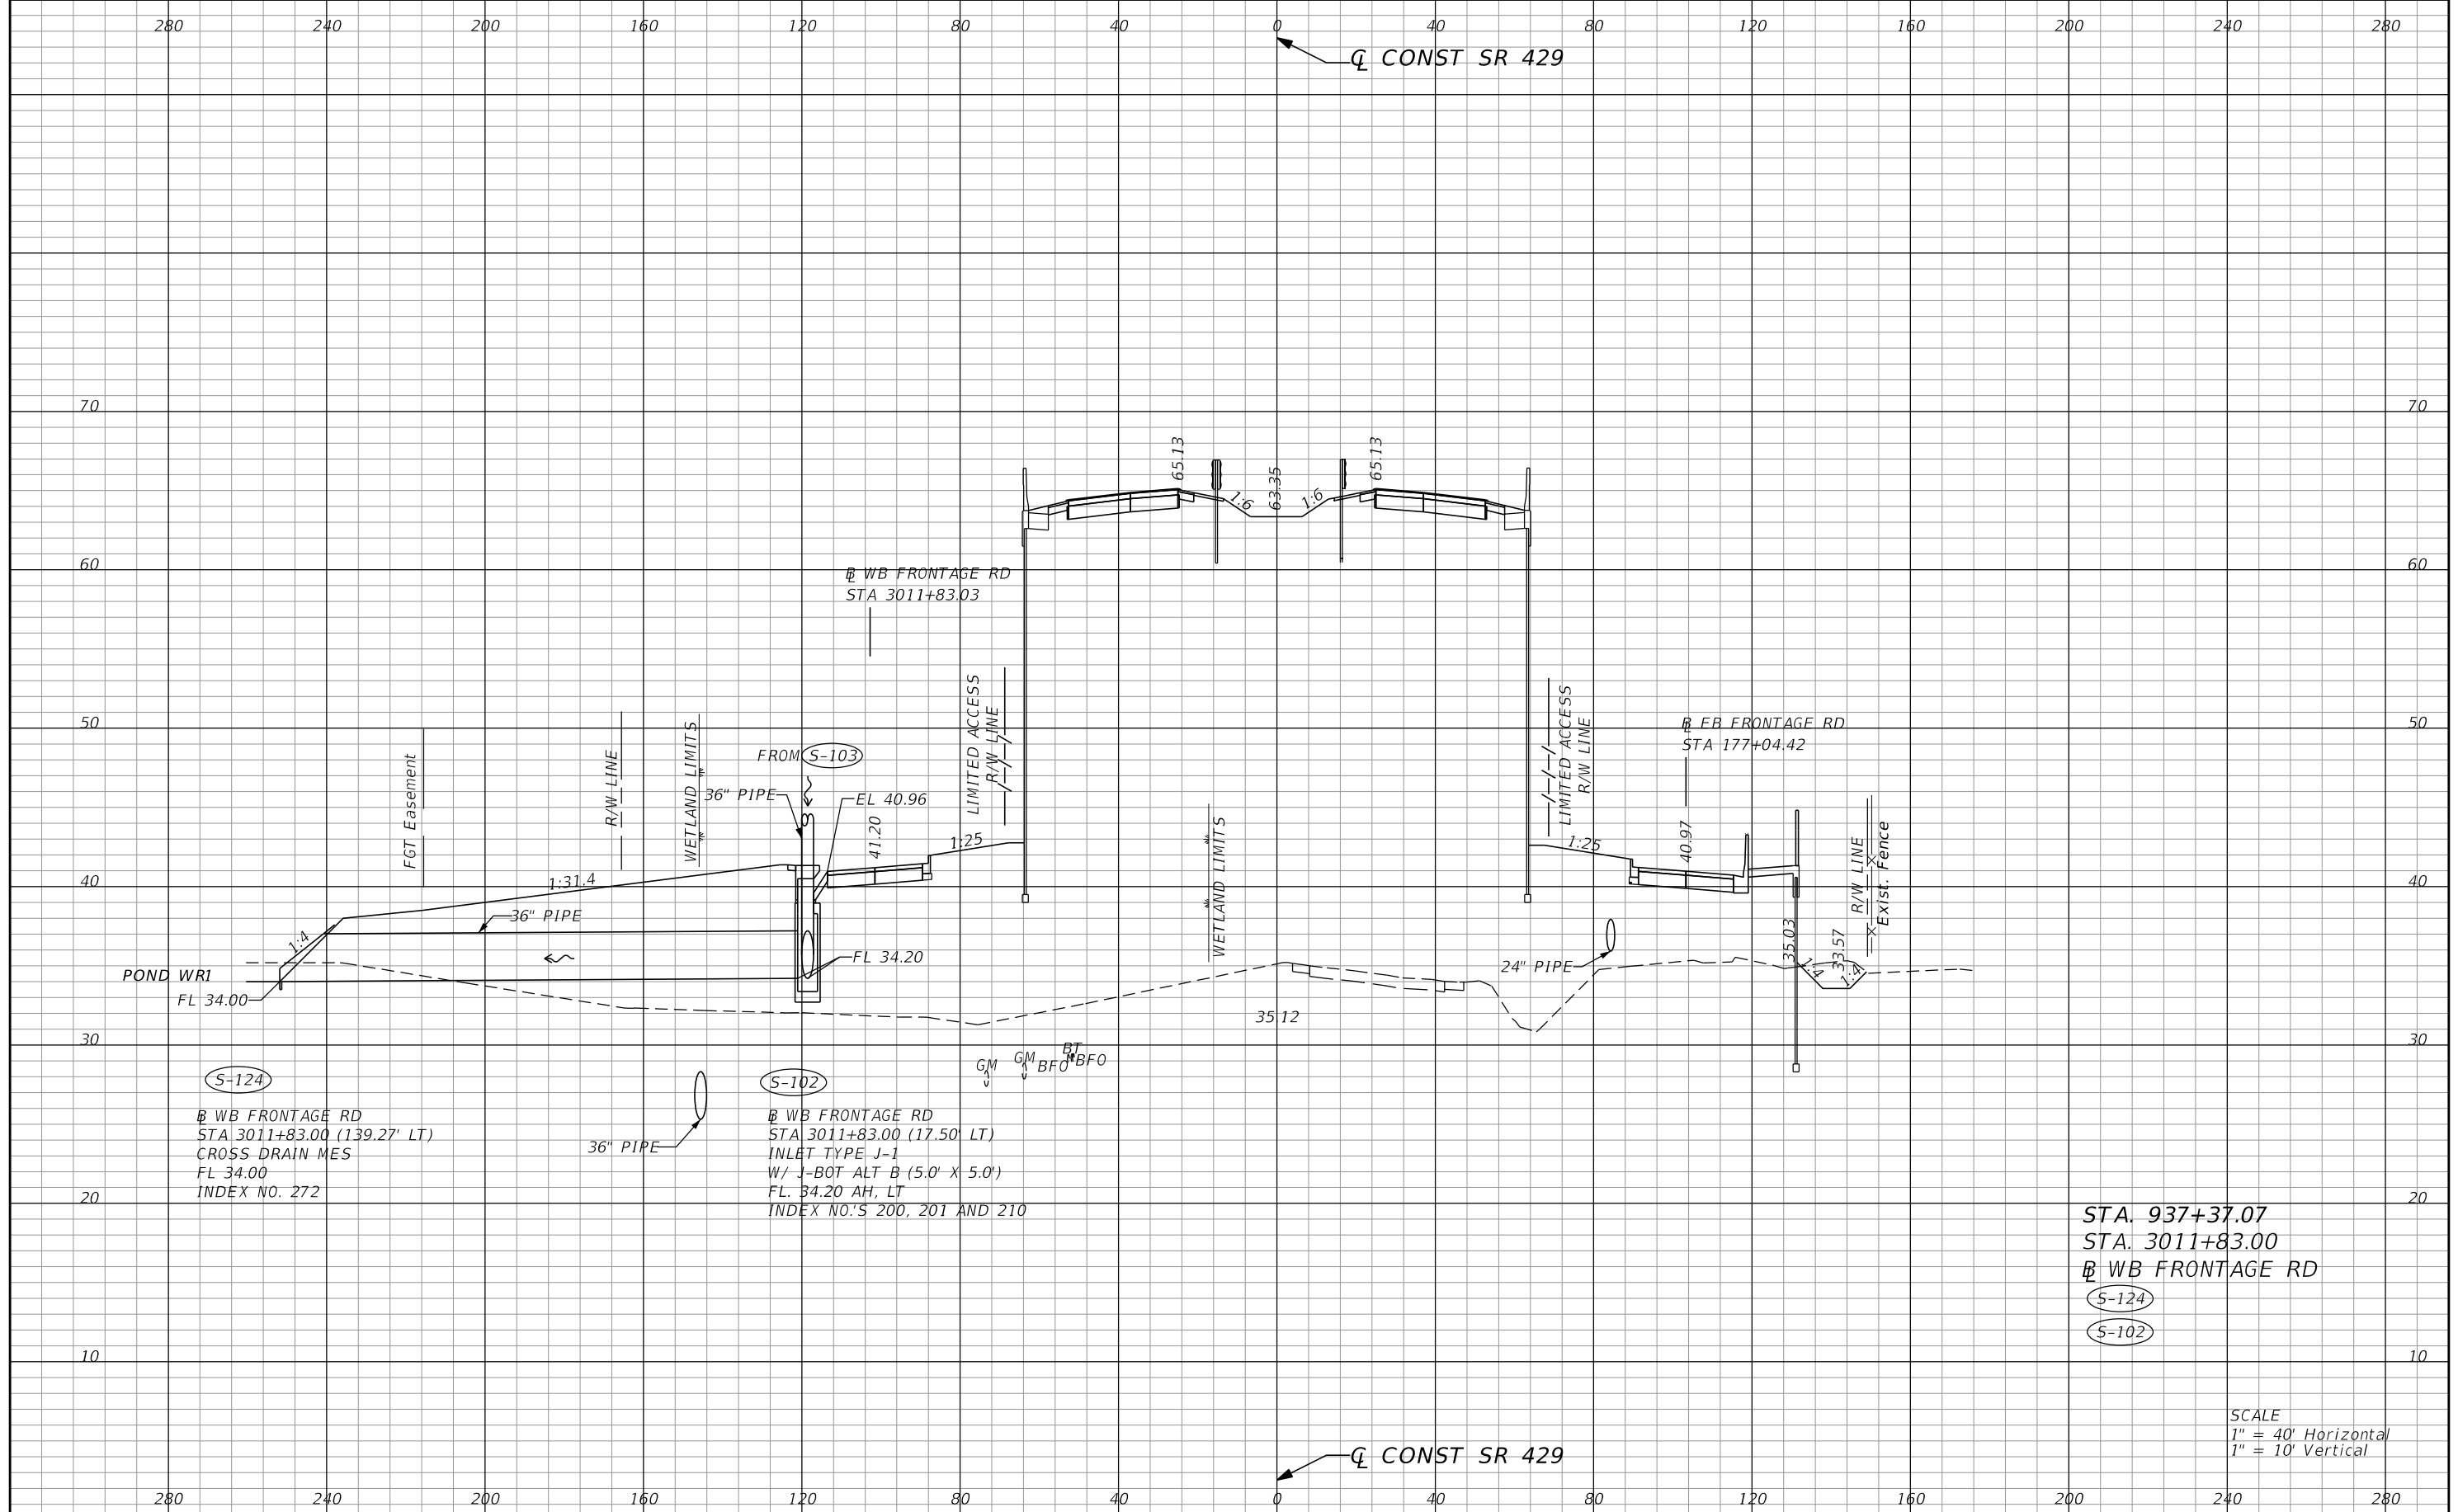 280 240 200 160 120 80 40 0 40 80 120 160 200 240 280
℄ CONST SR 429
70 70
65.13
63.35
65.13
1:6
1:6
60 60
℄ WB FRONTAGE RD
STA 3011+83.03
50 50
FGT Easement
R/W LINE
WETLAND LIMITS
FROM S-103
36" PIPE
EL 40.96
41.20
LIMITED ACCESS
R/W LINE
1:25
WETLAND LIMITS
LIMITED ACCESS
R/W LINE
1:25
BL EB FRONTAGE RD
STA 177+04.42
40.97
R/W LINE
Exist. Fence
40 40
1:31.4
36" PIPE
1:4
POND WR1
FL 34.00
FL 34.20
24" PIPE
35.03
33.57
1:4
1:4
35.12
30 30
GM
GM
BFO
BT
BFO
S-124
BL WB FRONTAGE RD
STA 3011+83.00 (139.27' LT)
CROSS DRAIN MES
FL 34.00
INDEX NO. 272
36" PIPE
S-102
BL WB FRONTAGE RD
STA 3011+83.00 (17.50' LT)
INLET TYPE J-1
W/ J-BOT ALT B (5.0' X 5.0')
FL. 34.20 AH, LT
INDEX NO.'S 200, 201 AND 210
20 20
STA. 937+37.07
STA. 3011+83.00
BL WB FRONTAGE RD
S-124
S-102
10 10
SCALE
1" = 40' Horizontal
1" = 10' Vertical
℄ CONST SR 429
280 240 200 160 120 80 40 0 40 80 120 160 200 240 280